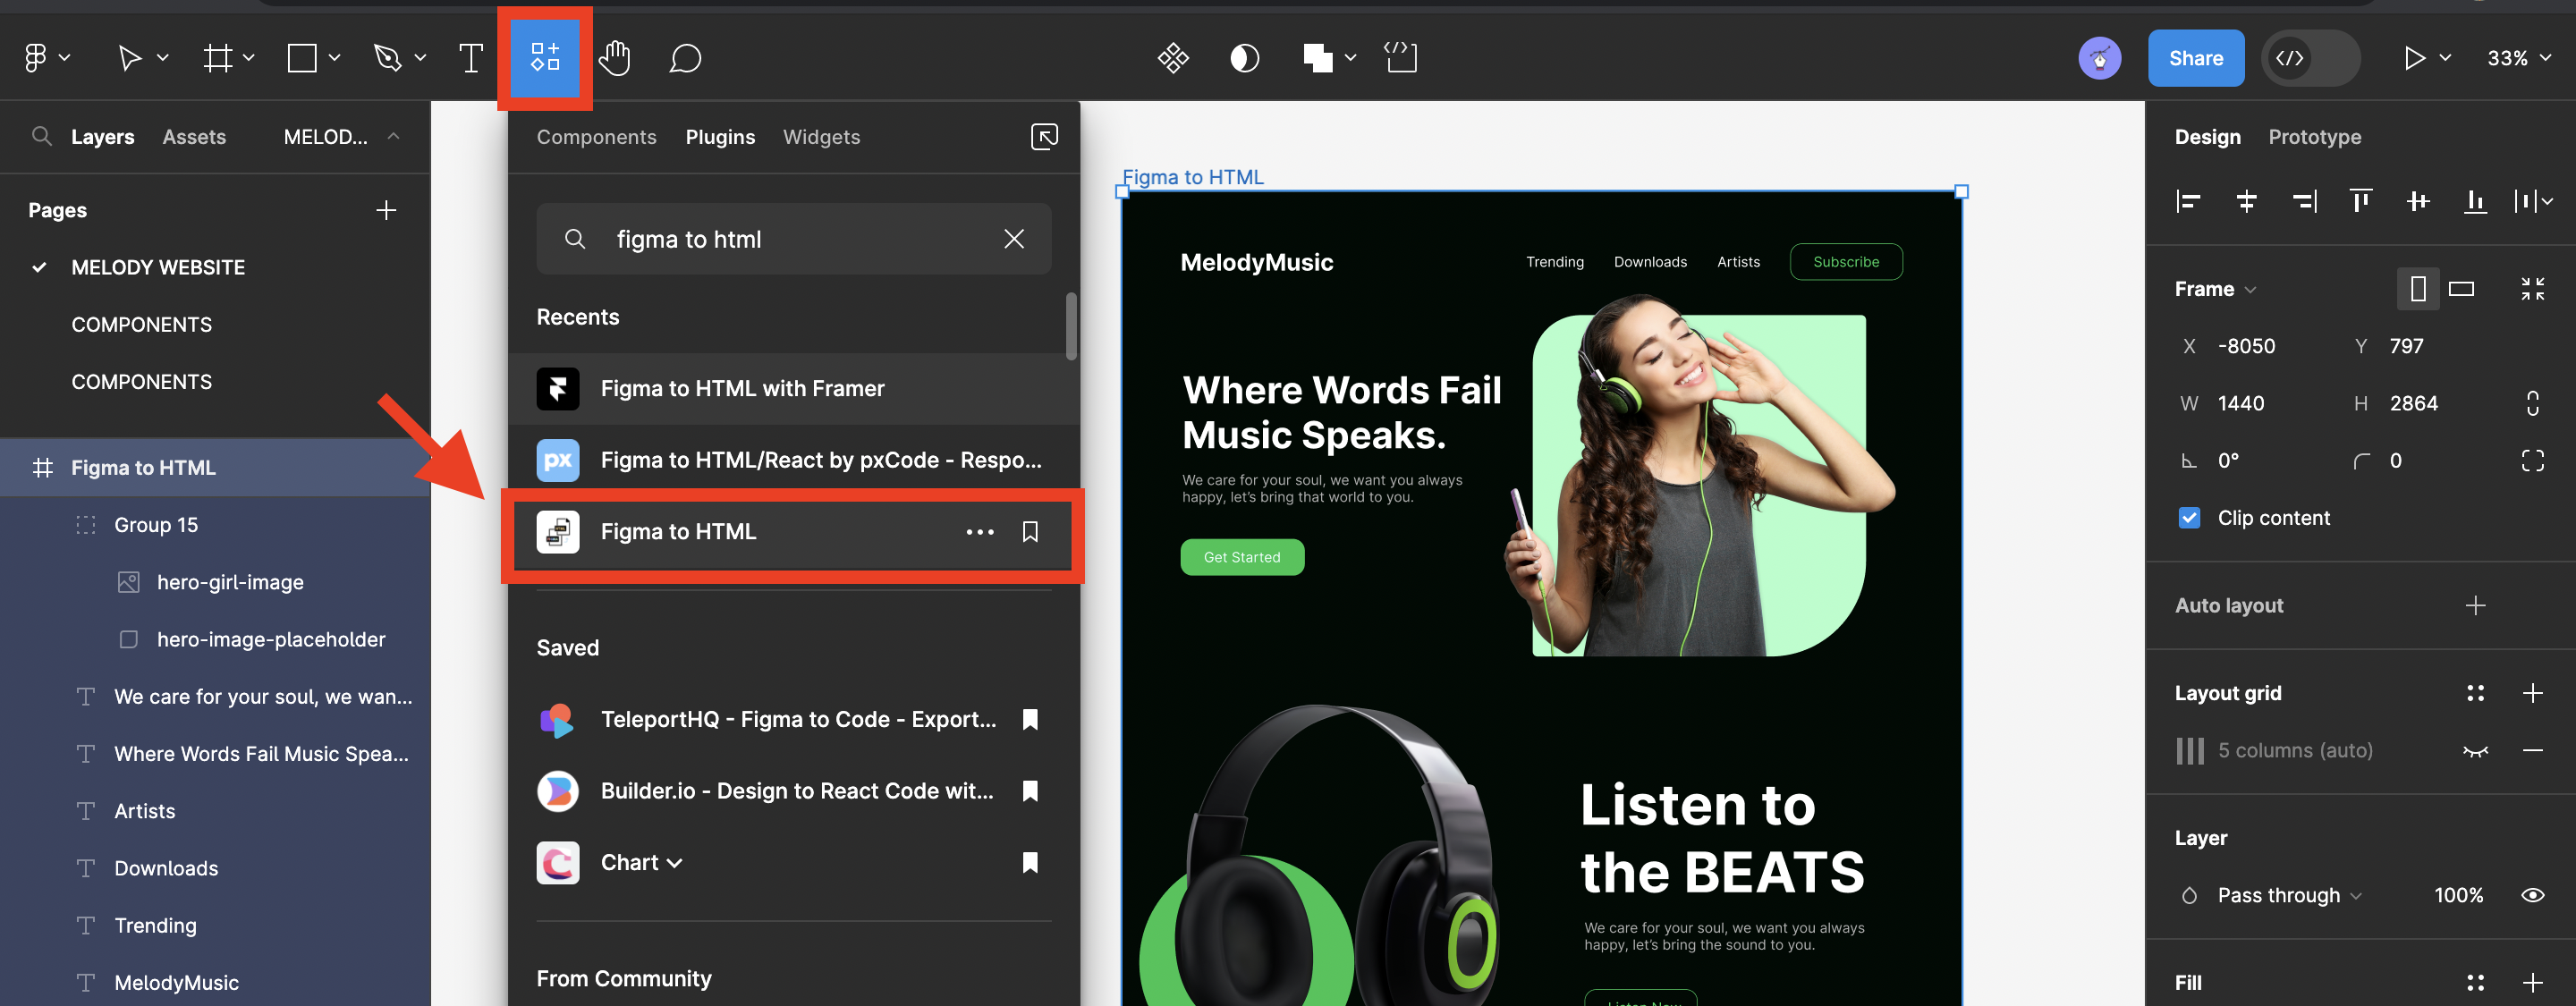 Share
33%
Layers
Assets
MELOD...
Pages
MELODY WEBSITE
COMPONENTS
COMPONENTS
Figma to HTML
Group 15
hero-girl-image
hero-image-placeholder
We care for your soul, we wan...
Where Words Fail Music Spea...
Artists
Downloads
Trending
MelodyMusic
Components
Plugins
Widgets
figma to html
Recents
Figma to HTML with Framer
px
Figma to HTML/React by pxCode - Respo...
Figma to HTML
Saved
TeleportHQ - Figma to Code - Export...
Builder.io - Design to React Code wit...
Chart
From Community
Figma to HTML
MelodyMusic
Trending
Downloads
Artists
Subscribe
Where Words Fail
Music Speaks.
We care for your soul, we want you always
happy, let's bring that world to you.
Get Started
Listen to
the BEATS
We care for your soul, we want you always
happy, let's bring the sound to you.
Listen Now
Design
Prototype
Frame
X -8050
Y 797
W 1440
H 2864
0°
0
Clip content
Auto layout
Layout grid
5 columns (auto)
Layer
Pass through
100%
Fill